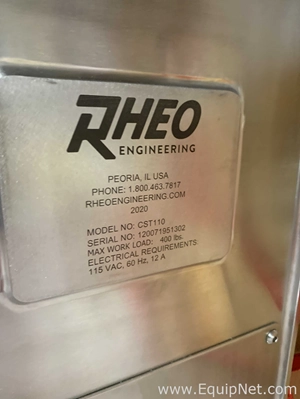 RHEO
ENGINEERING
PEORIA, IL USA
PHONE: 1.800.463.7817
RHEOENGINEERING.COM
2020
MODEL NO: CST110
SERIAL NO: 120071951302
MAX WORK LOAD: 400 lbs.
ELECTRICAL REQUIREMENTS
115 VAC, 60 Hz, 12 A
www.EquipNet.com